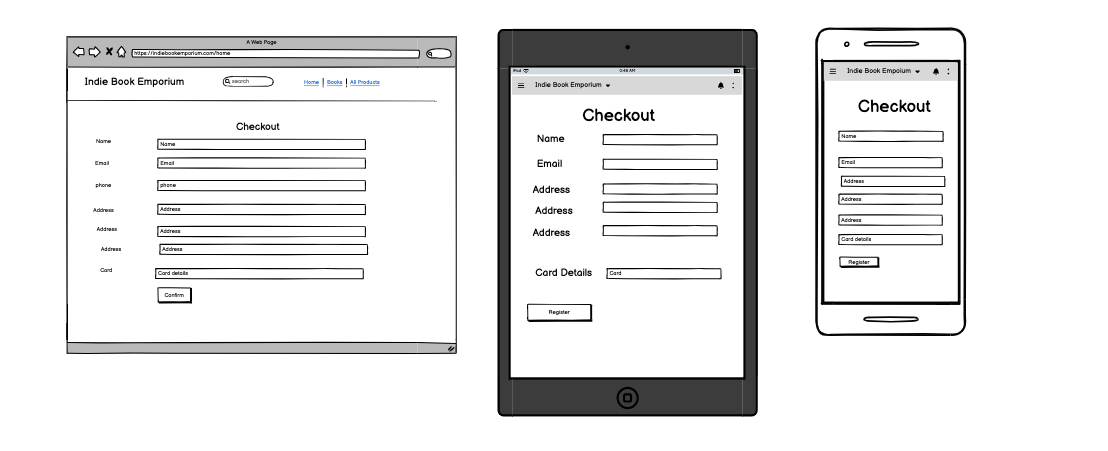 A Web Page
https://indiebookemporium.com/home
Indie Book Emporium
search
Home | Books | All Products
Checkout
Name Name
Email Email
phone phone
Address Address
Address Address
Address Address
Card Card details
Confirm
iPod 0:48 AM
Indie Book Emporium
Checkout
Name
Email
Address
Address
Address
Card Details Card
Register
Indie Book Empoium
Checkout
Name
Email
Address
Address
Address
Card details
Register